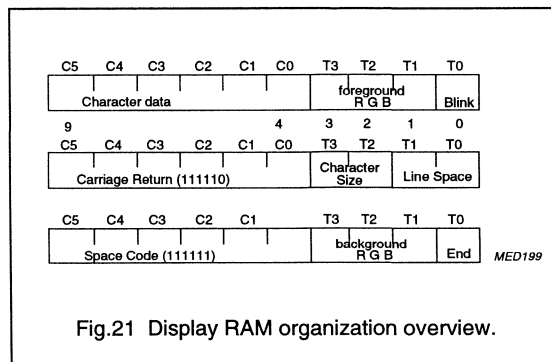 C5 C4 C3 C2 C1 C0 T3 T2 T1 T0
Character data foreground R G B Blink
9 4 3 2 1 0
C5 C4 C3 C2 C1 C0 T3 T2 T1 T0
Carriage Return (111110) Character Size Line Space
C5 C4 C3 C2 C1 T3 T2 T1 T0
Space Code (111111) background R G B End
MED199
Fig.21 Display RAM organization overview.